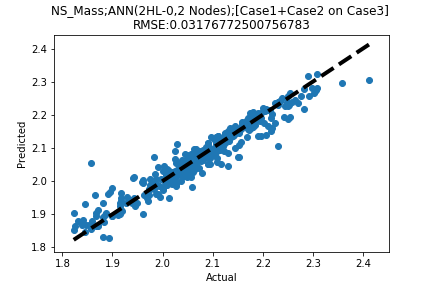 NS_Mass;ANN(2HL-0,2 Nodes);[Case1+Case2 on Case3]
RMSE:0.03176772500756783
2.4
2.3
2.2
2.1
2.0
1.9
1.8
Predicted
1.8 1.9 2.0 2.1 2.2 2.3 2.4
Actual